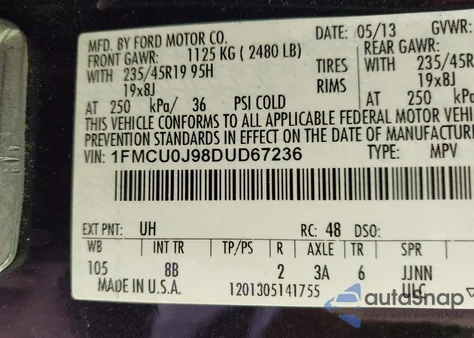 MFD. BY FORD MOTOR CO.
DATE: 05/13 GVWR:
FRONT GAWR: 1125 KG ( 2480 LB) REAR GAWR:
WITH 235/45R19 95H TIRES WITH 235/45R
19x8J RIMS 19x8J
AT 250 kPa/ 36 PSI COLD AT 250
THIS VEHICLE CONFORMS TO ALL APPLICABLE FEDERAL MOTOR VEHIC
PREVENTION STANDARDS IN EFFECT ON THE DATE OF MANUFACTUR
VIN: 1FMCU0J98DUD67236 TYPE: MPV
EXT PNT: UH RC: 48 DSO:
WB INT TR TP/PS R AXLE TR SPR
105 8B 2 3A 6 JJNN
MADE IN U.S.A. 1201305141755 ULC
autoSnap